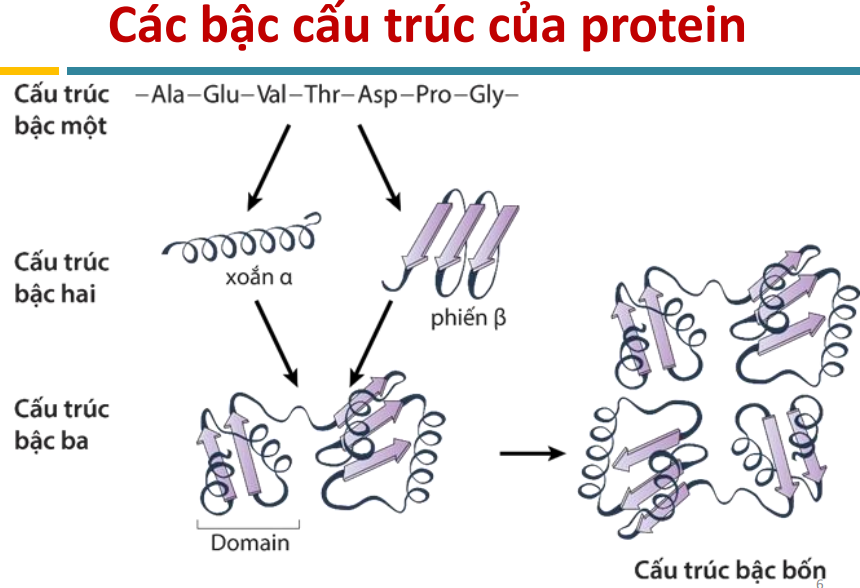 Các bậc cấu trúc của protein
Cấu trúc
bậc một
–Ala–Glu–Val–Thr–Asp–Pro–Gly–
Cấu trúc
bậc hai
xoắn α
phiến β
Cấu trúc
bậc ba
Domain
Cấu trúc bậc bốn
6